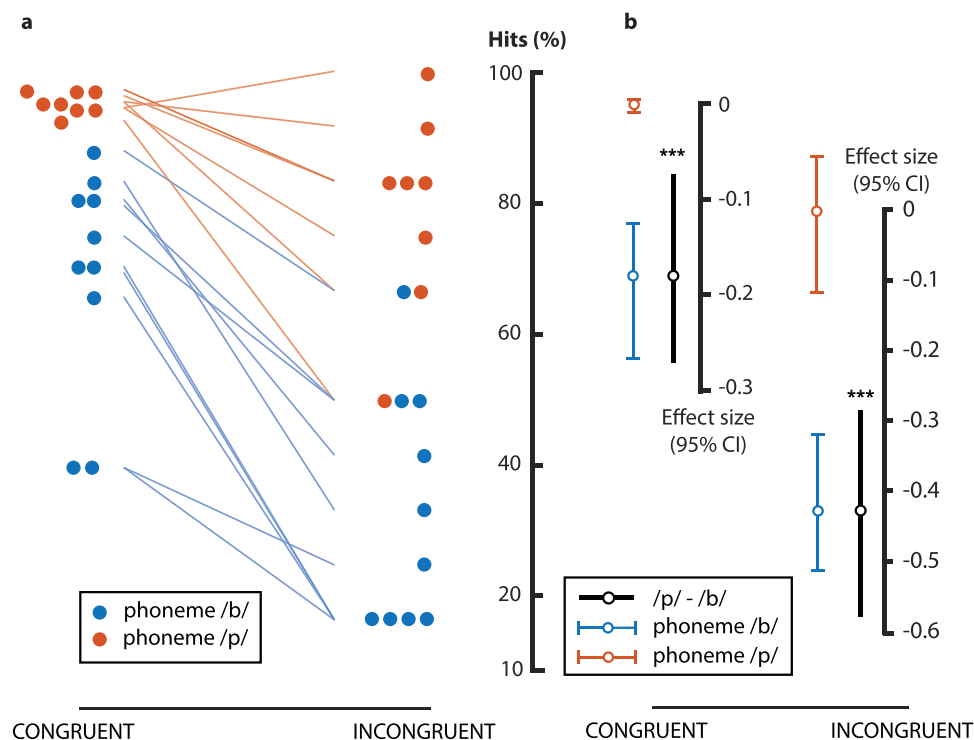 a
Hits (%)
b
100
80
60
40
20
10
0
-0.1
-0.2
-0.3
***
Effect size
(95% CI)
Effect size
(95% CI)
0
-0.1
-0.2
-0.3
-0.4
-0.5
-0.6
***
phoneme /b/
phoneme /p/
/p/ - /b/
phoneme /b/
phoneme /p/
CONGRUENT
INCONGRUENT
CONGRUENT
INCONGRUENT